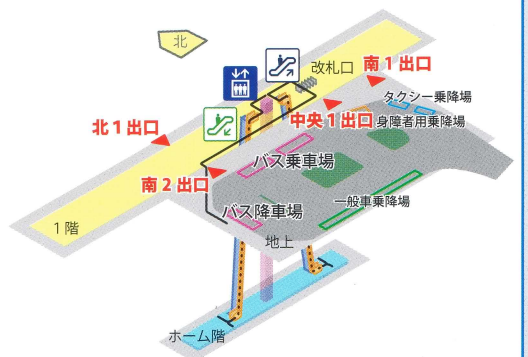 北
改札口
南1出口
タクシー乗降場
中央1出口
身障者用乗降場
北1出口
バス乗車場
南2出口
一般車乗降場
バス降車場
1階
地上
ホーム階